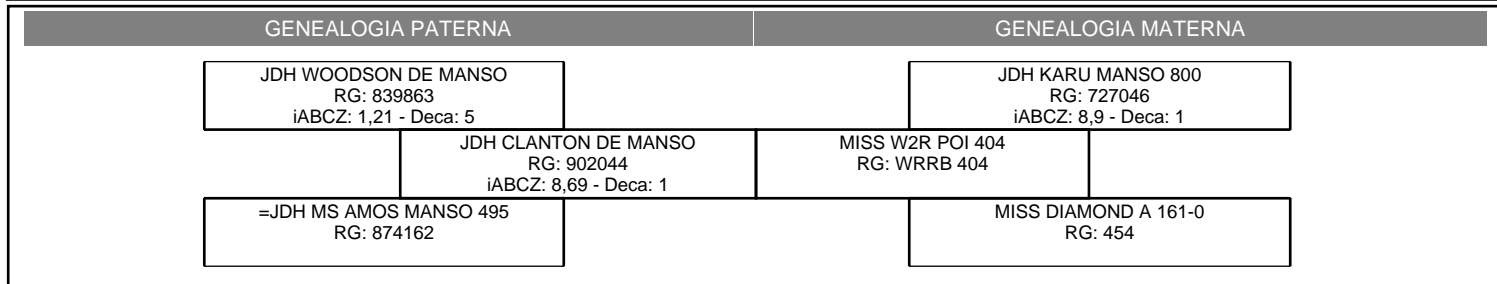 GENEALOGIA PATERNA
GENEALOGIA MATERNA
JDH WOODSON DE MANSO
RG: 839863
iABCZ: 1,21 - Deca: 5
JDH KARU MANSO 800
RG: 727046
iABCZ: 8,9 - Deca: 1
JDH CLANTON DE MANSO
RG: 902044
iABCZ: 8,69 - Deca: 1
MISS W2R POI 404
RG: WRRB 404
=JDH MS AMOS MANSO 495
RG: 874162
MISS DIAMOND A 161-0
RG: 454